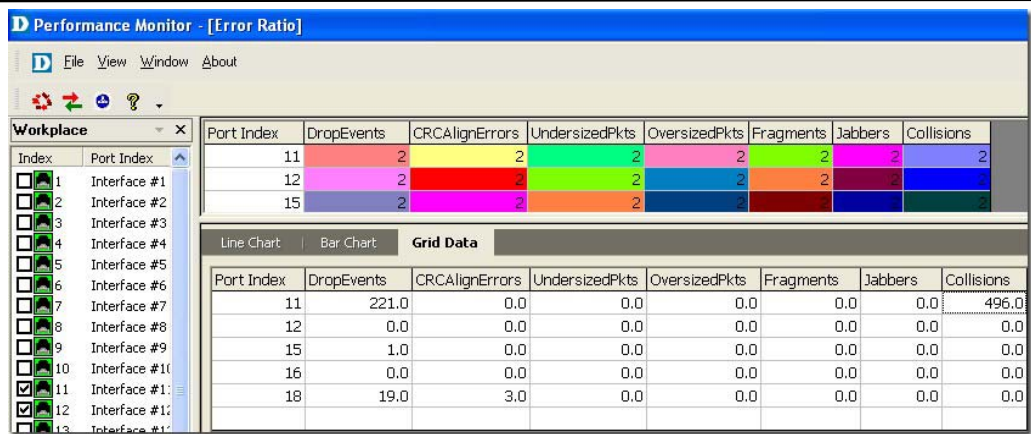 D Performance Monitor - [Error Ratio]
D File View Window About
Workplace
Index Port Index
1 Interface #1
2 Interface #2
3 Interface #3
4 Interface #4
5 Interface #5
6 Interface #6
7 Interface #7
8 Interface #8
9 Interface #9
10 Interface #10
11 Interface #11
12 Interface #12
13 Interface
Port Index DropEvents CRCAlignErrors UndersizedPkts OversizedPkts Fragments Jabbers Collisions
11 2 2 2 2 2 2 2
12 2 2 2 2 2 2 2
15 2 2 2 2 2 2 2
Line Chart | Bar Chart Grid Data
Port Index DropEvents CRCAlignErrors UndersizedPkts OversizedPkts Fragments Jabbers Collisions
11 221.0 0.0 0.0 0.0 0.0 0.0 496.0
12 0.0 0.0 0.0 0.0 0.0 0.0 0.0
15 1.0 0.0 0.0 0.0 0.0 0.0 0.0
16 0.0 0.0 0.0 0.0 0.0 0.0 0.0
18 19.0 3.0 0.0 0.0 0.0 0.0 0.0